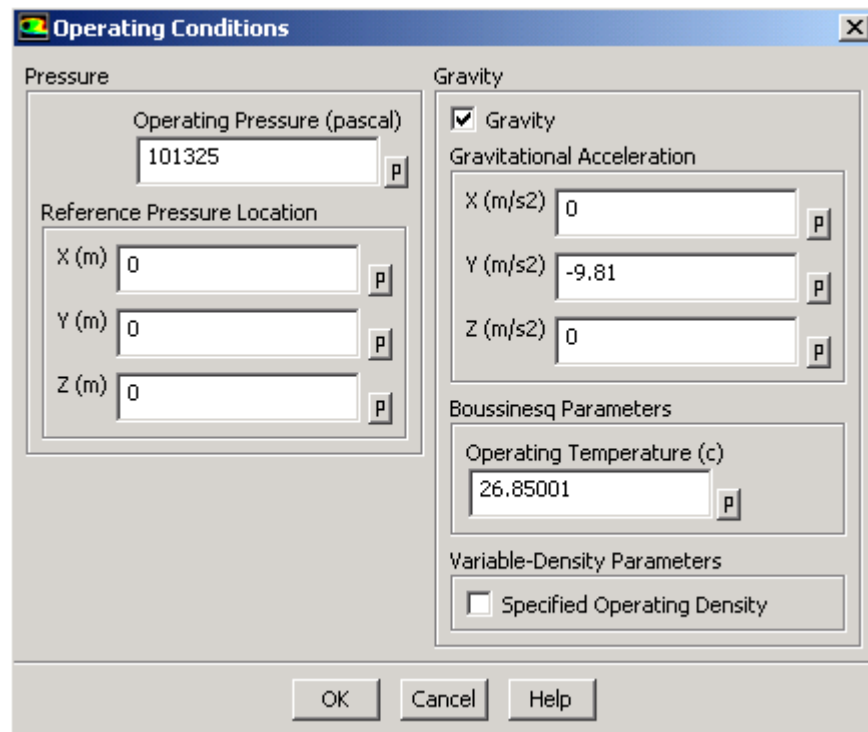 Operating Conditions
Pressure
Operating Pressure (pascal)
101325
P
Reference Pressure Location
X (m)
0
P
Y (m)
0
P
Z (m)
0
P
Gravity
Gravity
Gravitational Acceleration
X (m/s2)
0
P
Y (m/s2)
-9.81
P
Z (m/s2)
0
P
Boussinesq Parameters
Operating Temperature (c)
26.85001
P
Variable-Density Parameters
Specified Operating Density
OK
Cancel
Help